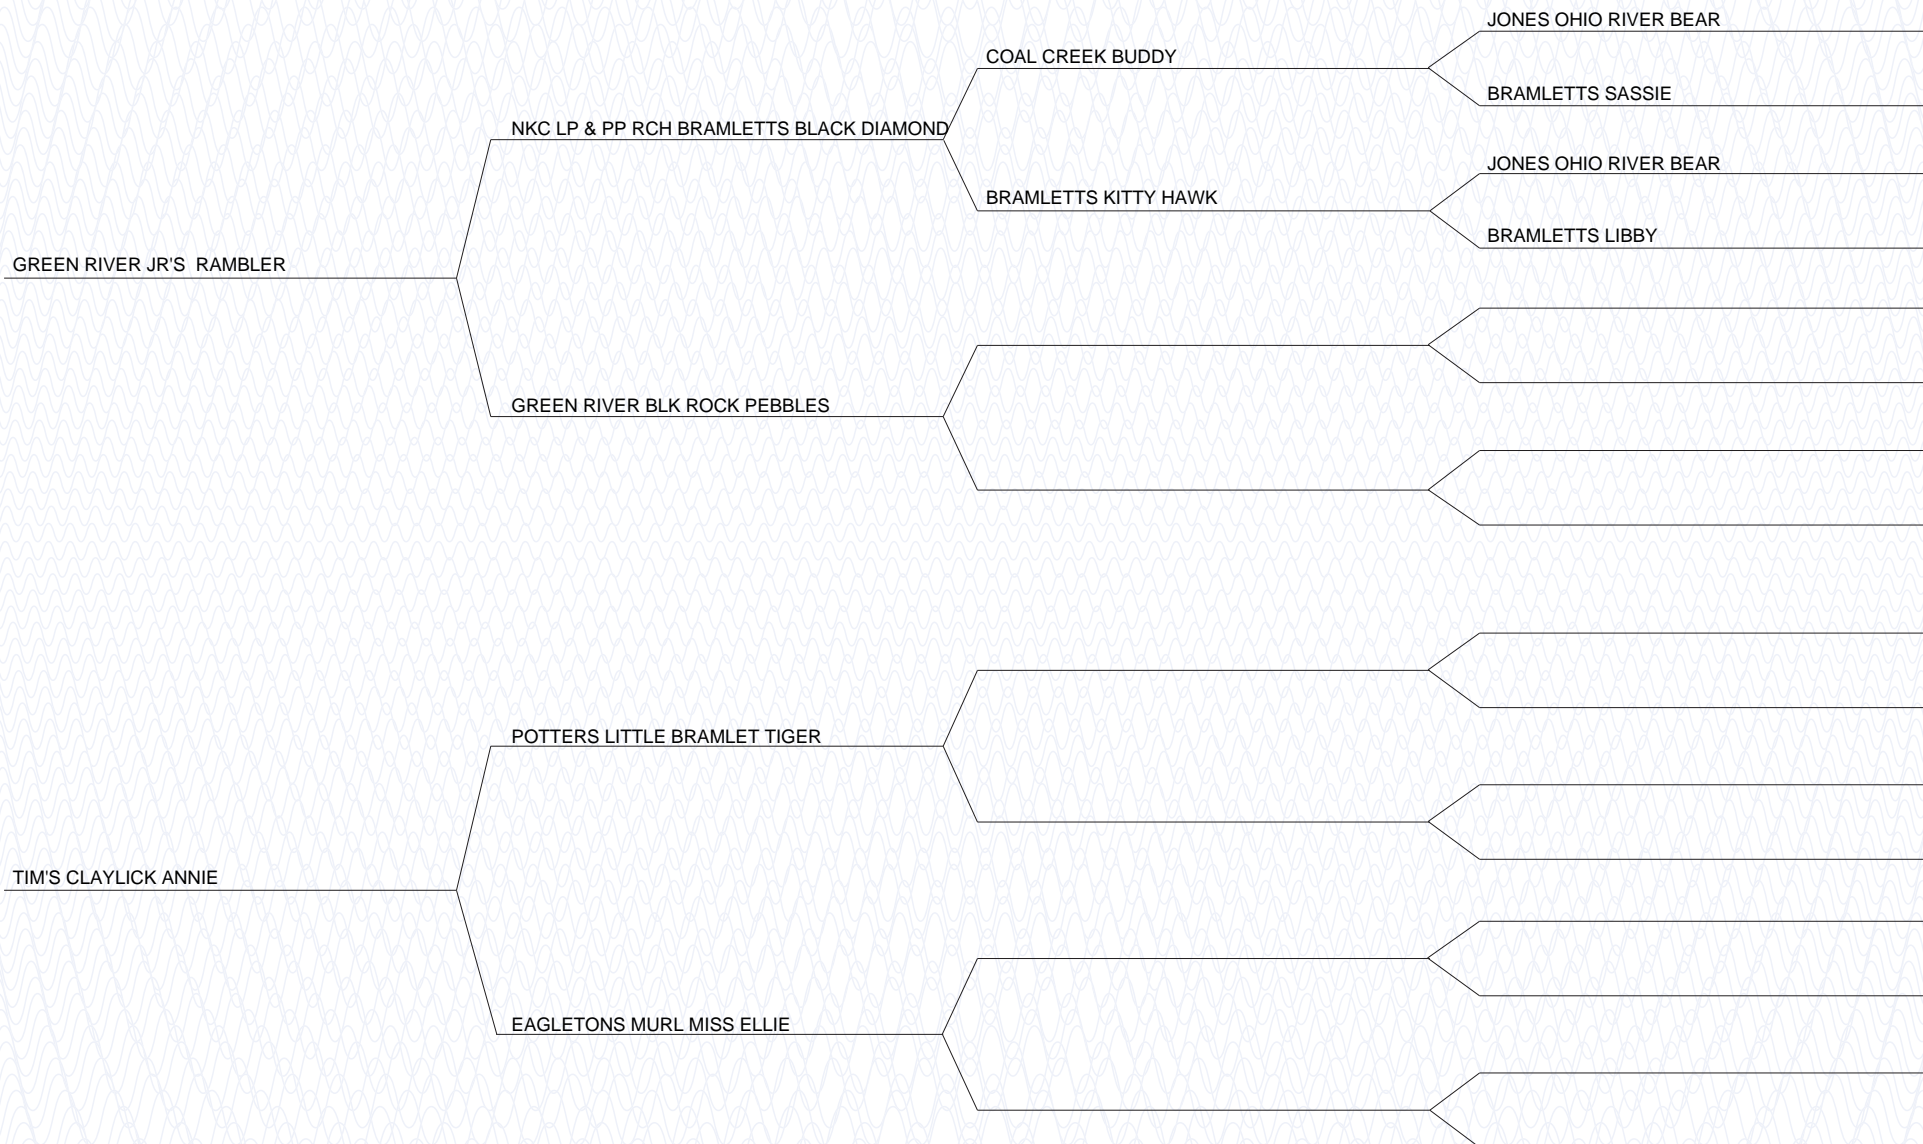 JONES OHIO RIVER BEAR
COAL CREEK BUDDY
BRAMLETTS SASSIE
NKC LP & PP RCH BRAMLETTS BLACK DIAMOND
JONES OHIO RIVER BEAR
BRAMLETTS KITTY HAWK
BRAMLETTS LIBBY
GREEN RIVER JR'S  RAMBLER
GREEN RIVER BLK ROCK PEBBLES
POTTERS LITTLE BRAMLET TIGER
TIM'S CLAYLICK ANNIE
EAGLETONS MURL MISS ELLIE